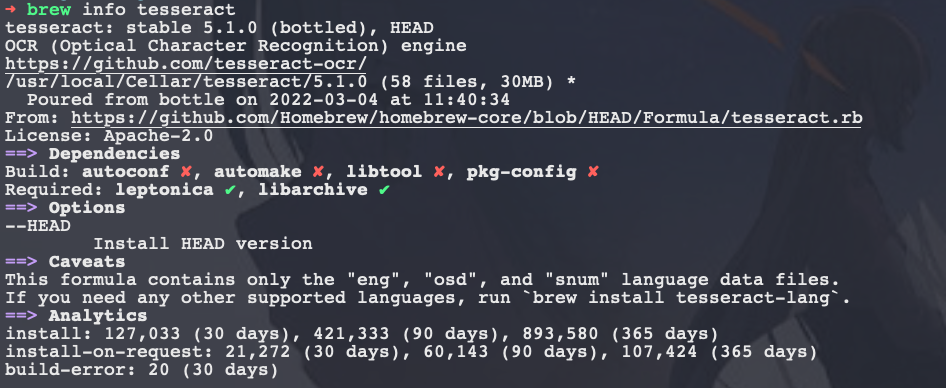 ➜ brew info tesseract
tesseract: stable 5.1.0 (bottled), HEAD
OCR (Optical Character Recognition) engine
https://github.com/tesseract-ocr/
/usr/local/Cellar/tesseract/5.1.0 (58 files, 30MB) *
  Poured from bottle on 2022-03-04 at 11:40:34
From: https://github.com/Homebrew/homebrew-core/blob/HEAD/Formula/tesseract.rb
License: Apache-2.0
==> Dependencies
Build: autoconf ✘, automake ✘, libtool ✘, pkg-config ✘
Required: leptonica ✔, libarchive ✔
==> Options
--HEAD
        Install HEAD version
==> Caveats
This formula contains only the "eng", "osd", and "snum" language data files.
If you need any other supported languages, run `brew install tesseract-lang`.
==> Analytics
install: 127,033 (30 days), 421,333 (90 days), 893,580 (365 days)
install-on-request: 21,272 (30 days), 60,143 (90 days), 107,424 (365 days)
build-error: 20 (30 days)